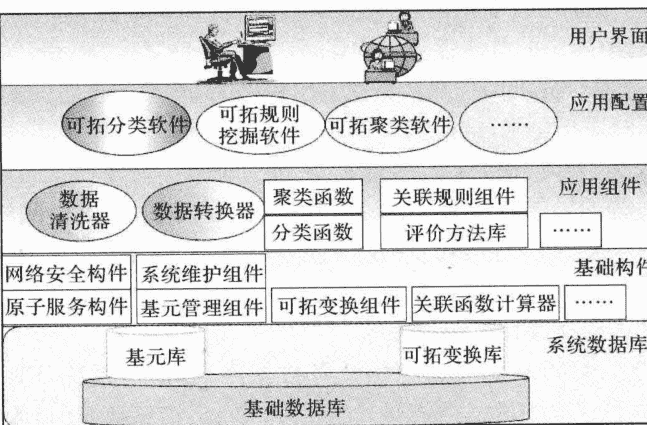 用户界面
应用配置
可拓分类软件
可拓规则
挖掘软件
可拓聚类软件
……
应用组件
数据
清洗器
数据转换器
聚类函数
关联规则组件
分类函数
评价方法库
……
基础构件
网络安全构件
系统维护组件
原子服务构件
基元管理组件
可拓变换组件
关联函数计算器
……
系统数据库
基元库
可拓变换库
基础数据库